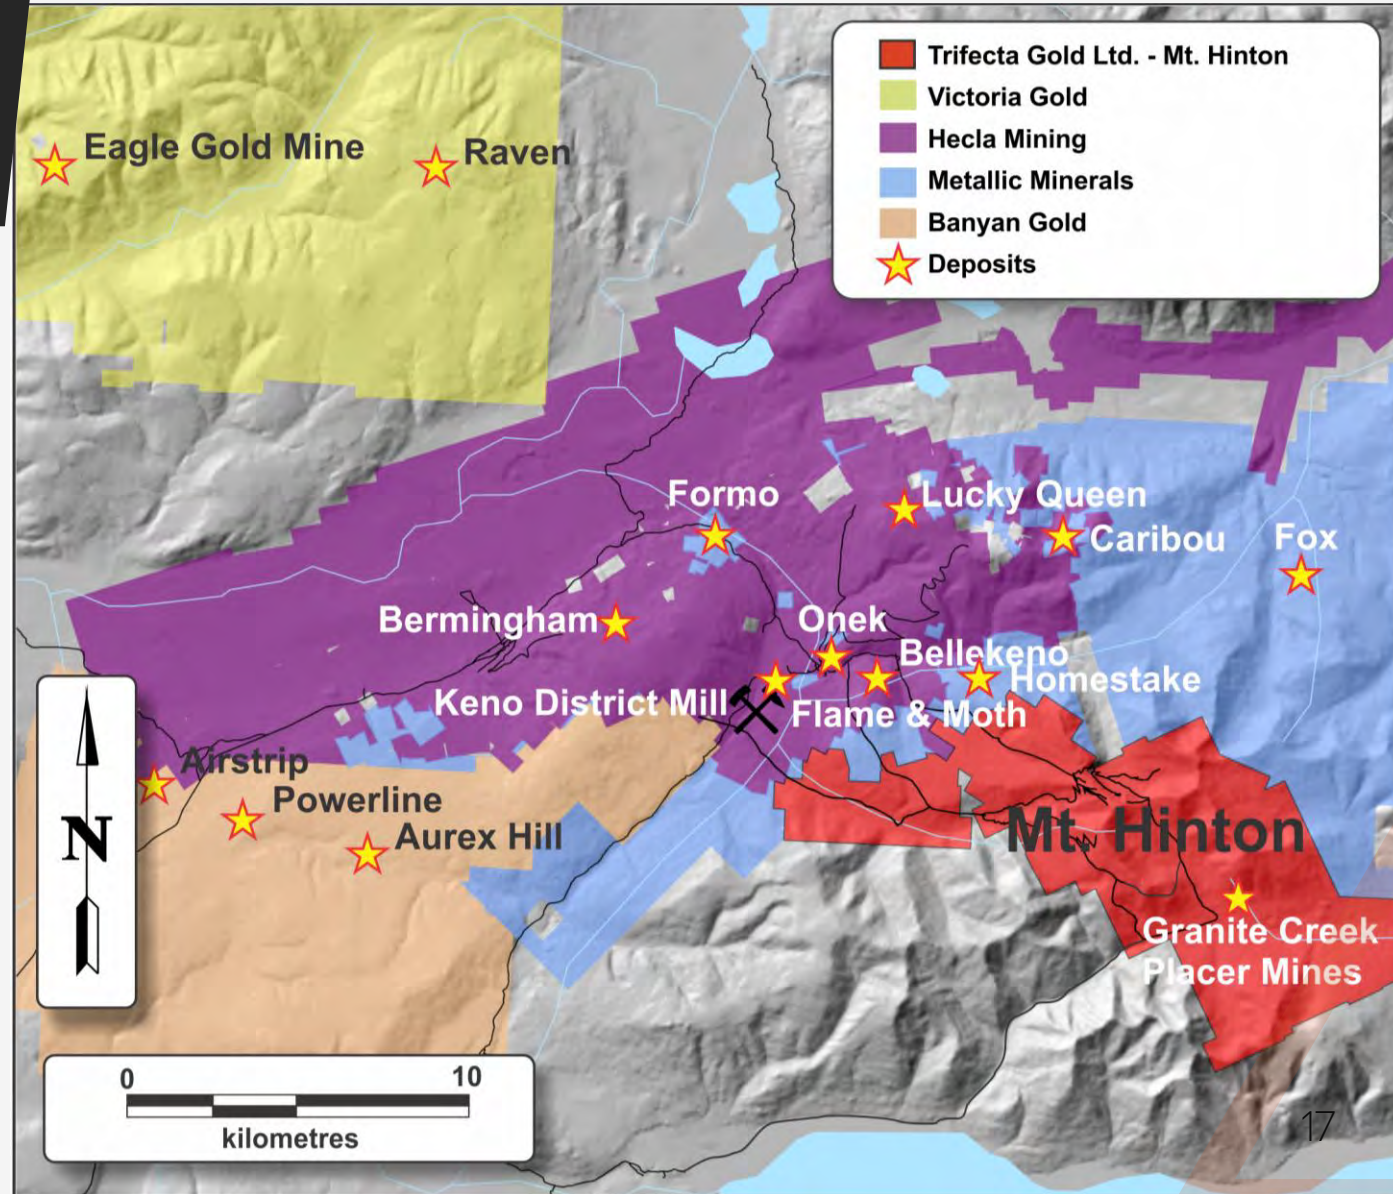 Trifecta Gold Ltd. - Mt. Hinton
Victoria Gold
Hecla Mining
Metallic Minerals
Banyan Gold
Deposits
Eagle Gold Mine
Raven
Formo
Lucky Queen
Caribou
Fox
Bermingham
Onek
Bellekeno
Homestake
Keno District Mill
Flame & Moth
Airstrip
Powerline
Aurex Hill
Mt. Hinton
Granite Creek
Placer Mines
N
0 10
kilometres
17